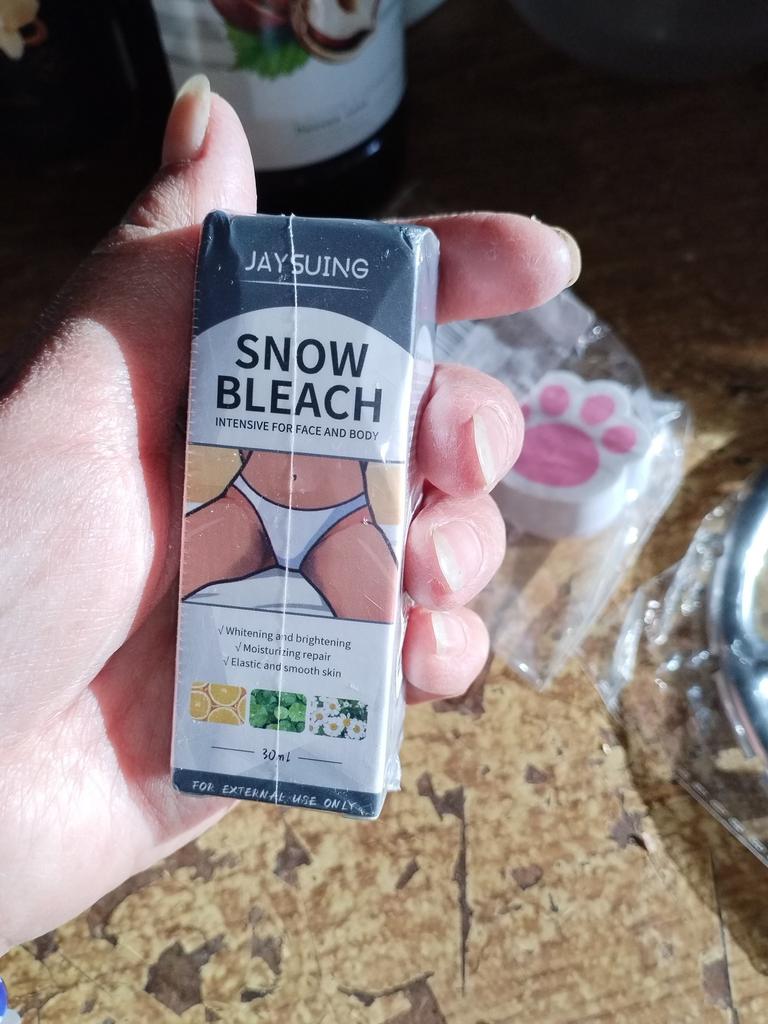 JAYSUING
SNOW
BLEACH
INTENSIVE FOR FACE AND BODY
√ Whitening and brightening
√ Moisturizing repair
√ Elastic and smooth skin
30ml
FOR EXTERNAL USE ONLY